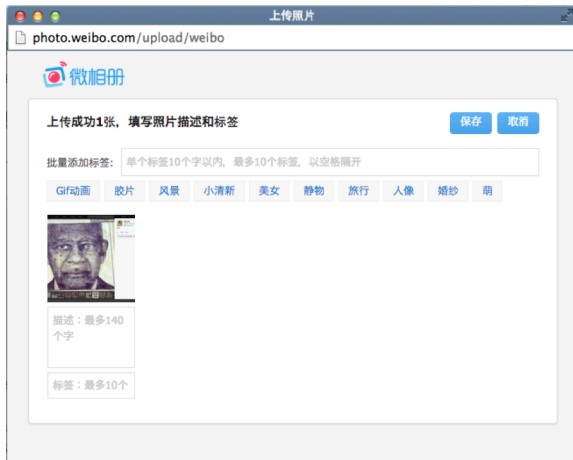 上传照片
photo.weibo.com/upload/weibo
微相册
上传成功1张，填写照片描述和标签
保存
取消
批量添加标签：
单个标签10个字以内，最多10个标签，以空格隔开
Gif动画 胶片 风景 小清新 美女 静物 旅行 人像 婚纱 萌
描述：最多140
个字
标签：最多10个